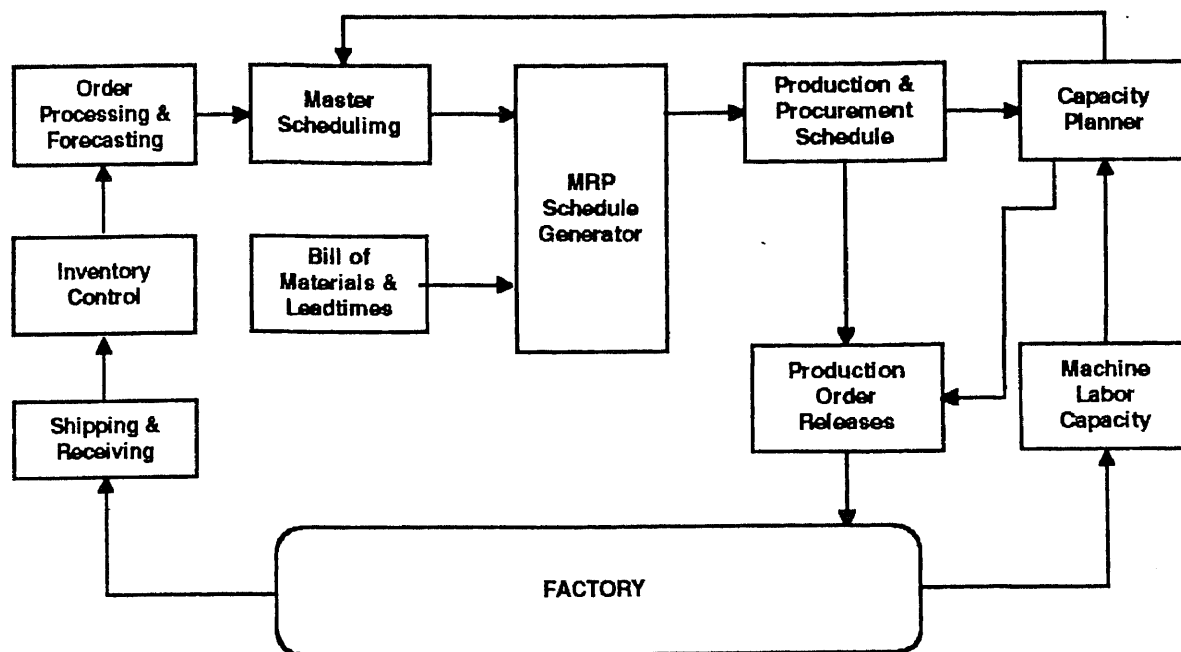 Order
Processing &
Forecasting
Master
Schedulimg
MRP
Schedule
Generator
Production &
Procurement
Schedule
Capacity
Planner
Inventory
Control
Bill of
Materials &
Leadtimes
Production
Order
Releases
Machine
Labor
Capacity
Shipping &
Receiving
FACTORY